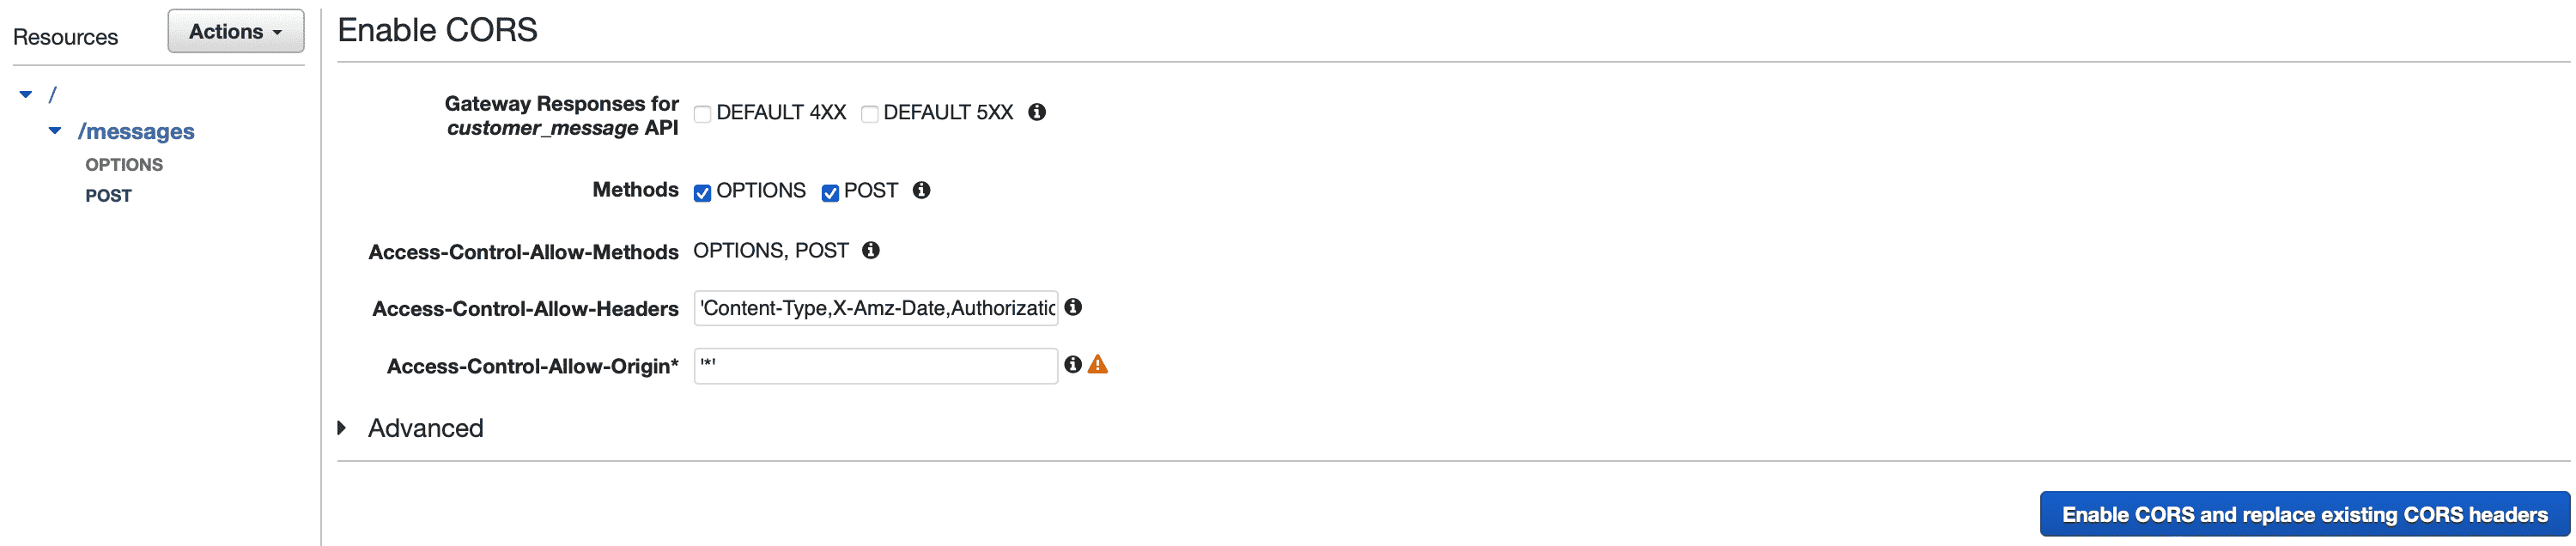 Resources
Actions
/
/messages
OPTIONS
POST
Enable CORS
Gateway Responses for
customer_message API
DEFAULT 4XX DEFAULT 5XX
Methods OPTIONS POST
Access-Control-Allow-Methods OPTIONS, POST
Access-Control-Allow-Headers 'Content-Type,X-Amz-Date,Authorizatic
Access-Control-Allow-Origin* '*'
Advanced
Enable CORS and replace existing CORS headers